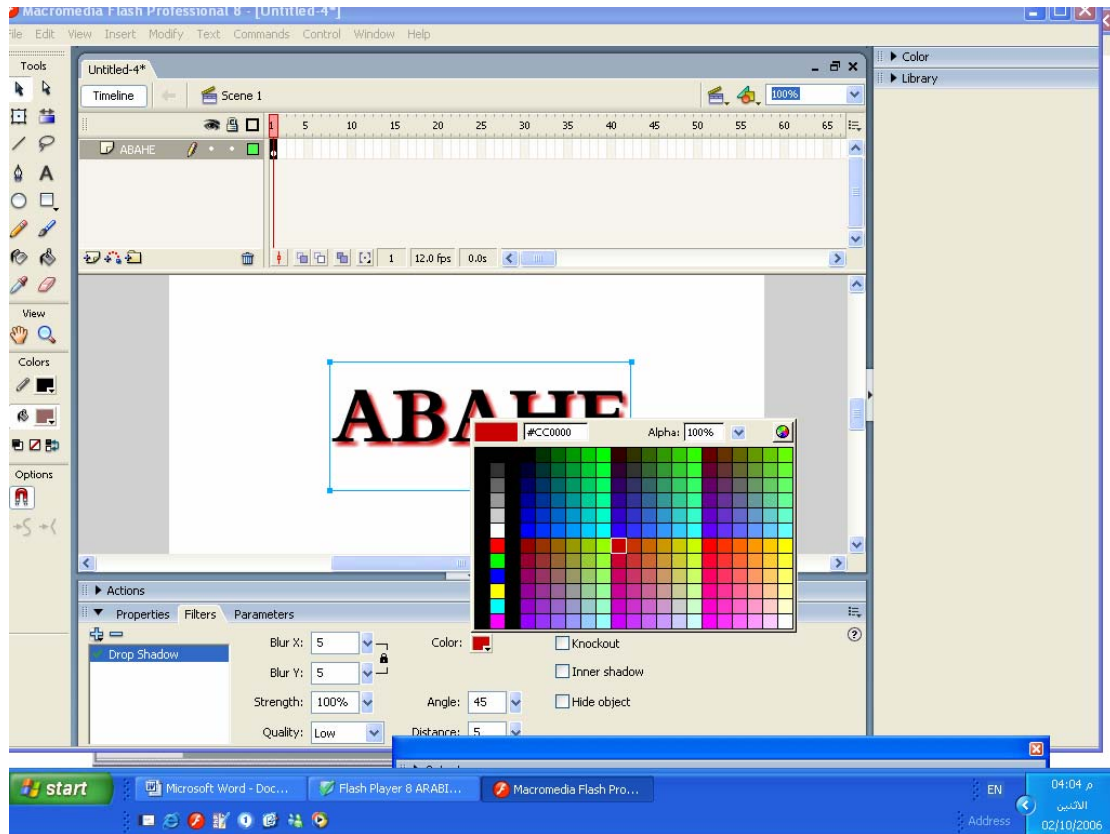 Macromedia Flash Professional 8 - [Untitled-4*]
File Edit View Insert Modify Text Commands Control Window Help
Tools
View
Colors
Options
Untitled-4*
Timeline Scene 1 100%
1 5 10 15 20 25 30 35 40 45 50 55 60 65
ABAHE
1 12.0 fps 0.0s
ABAHE
#CC0000 Alpha: 100%
Color
Library
Actions
Properties Filters Parameters
Drop Shadow
Blur X: 5 Color: Knockout
Blur Y: 5 Inner shadow
Strength: 100% Angle: 45 Hide object
Quality: Low Distance: 5
start Microsoft Word - Doc... Flash Player 8 ARABI... Macromedia Flash Pro... EN 04:04 م
Address الاثنين
02/10/2006